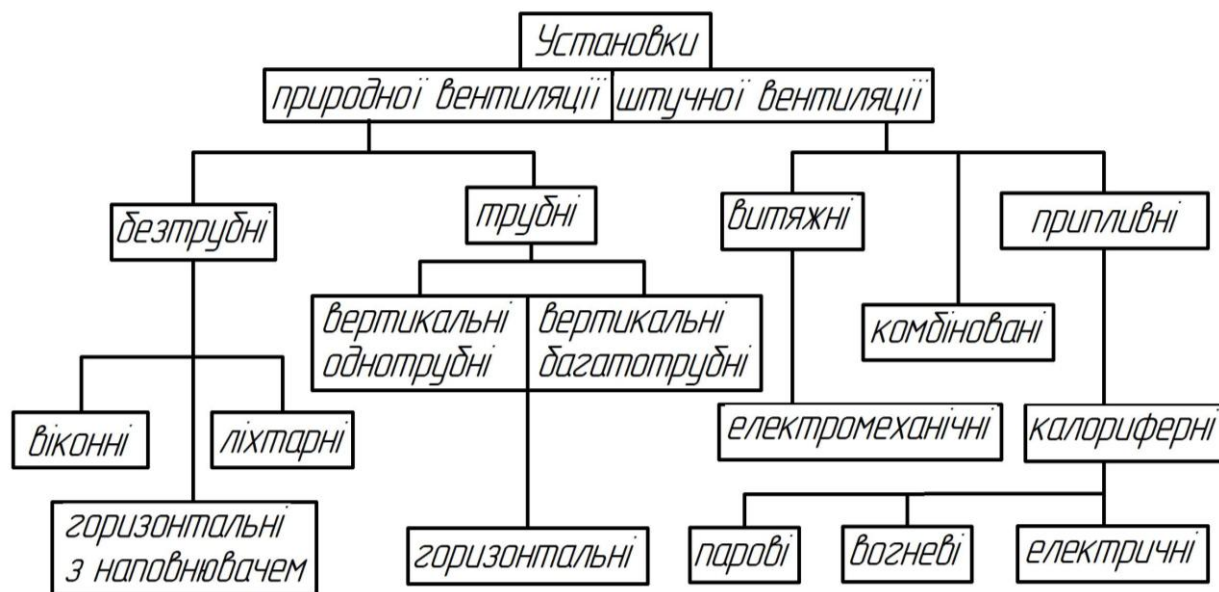 Установки
природної вентиляції штучної вентиляції
безтрубні
трубні
витяжні
припливні
вертикальні
однотрубні
вертикальні
багатотрубні
комбіновані
віконні
ліхтарні
електромеханічні
калориферні
горизонтальні
з наповнювачем
горизонтальні
парові
вогневі
електричні